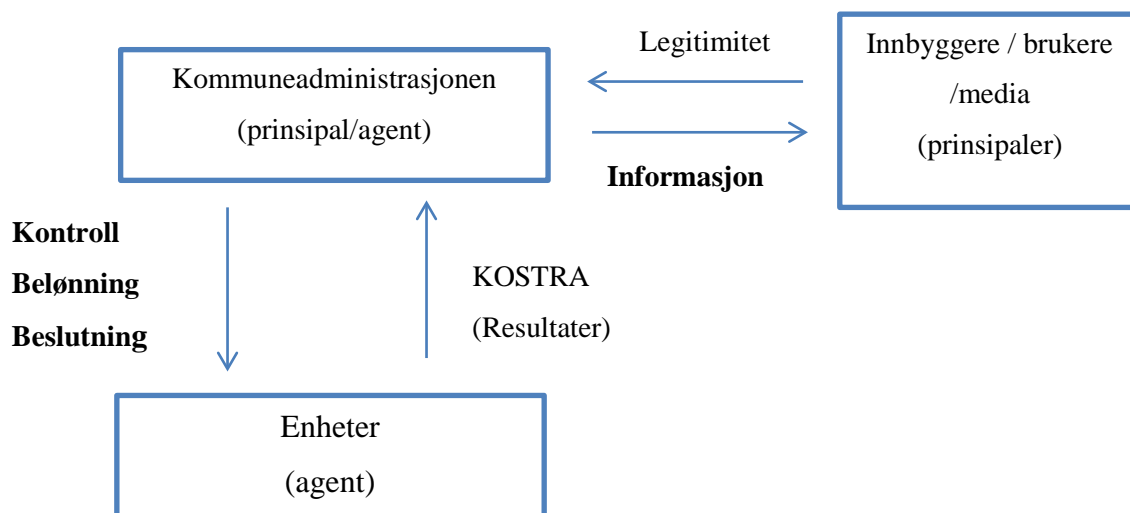 Kommuneadministrasjonen
(prinsipal/agent)
Legitimitet
Informasjon
Innbyggere / brukere
/media
(prinsipaler)
Kontroll
Belønning
Beslutning
KOSTRA
(Resultater)
Enheter
(agent)